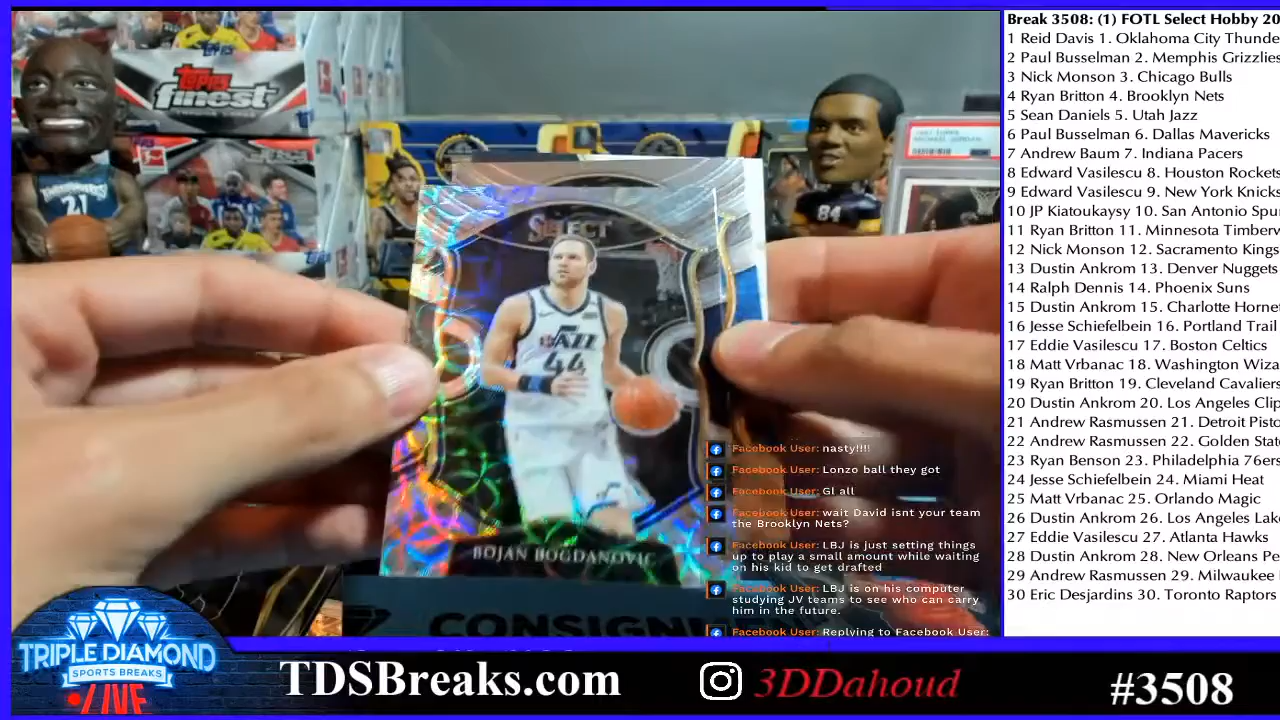 TOPPS
finest
TRADING CARDS
TIMBERWOLVES
21
84
MICHAEL JORDAN
SELECT
JAZZ
44
BOJAN BOGDANOVIC
CONSIGNM
Facebook User: nasty!!!!
Facebook User: Lonzo ball they got
Facebook User: Gl all
Facebook User: wait David isnt your team
the Brooklyn Nets?
Facebook User: LBJ is just setting things
up to play a small amount while waiting
on his kid to get drafted
Facebook User: LBJ is on his computer
studying JV teams to see who can carry
him in the future.
Facebook User: Replying to Facebook User:
Break 3508: (1) FOTL Select Hobby 20
1 Reid Davis 1. Oklahoma City Thunde
2 Paul Busselman 2. Memphis Grizzlies
3 Nick Monson 3. Chicago Bulls
4 Ryan Britton 4. Brooklyn Nets
5 Sean Daniels 5. Utah Jazz
6 Paul Busselman 6. Dallas Mavericks
7 Andrew Baum 7. Indiana Pacers
8 Edward Vasilescu 8. Houston Rockets
9 Edward Vasilescu 9. New York Knicks
10 JP Kiatoukaysy 10. San Antonio Spu
11 Ryan Britton 11. Minnesota Timberw
12 Nick Monson 12. Sacramento Kings
13 Dustin Ankrom 13. Denver Nuggets
14 Ralph Dennis 14. Phoenix Suns
15 Dustin Ankrom 15. Charlotte Horne
16 Jesse Schiefelbein 16. Portland Trail
17 Eddie Vasilescu 17. Boston Celtics
18 Matt Vrbanac 18. Washington Wiza
19 Ryan Britton 19. Cleveland Cavaliers
20 Dustin Ankrom 20. Los Angeles Clip
21 Andrew Rasmussen 21. Detroit Pisto
22 Andrew Rasmussen 22. Golden Stat
23 Ryan Benson 23. Philadelphia 76ers
24 Jesse Schiefelbein 24. Miami Heat
25 Matt Vrbanac 25. Orlando Magic
26 Dustin Ankrom 26. Los Angeles Lak
27 Eddie Vasilescu 27. Atlanta Hawks
28 Dustin Ankrom 28. New Orleans Pe
29 Andrew Rasmussen 29. Milwaukee
30 Eric Desjardins 30. Toronto Raptors
TRIPLE DIAMOND
SPORTS BREAKS
LIVE
TDSBreaks.com
3DDahoud
#3508